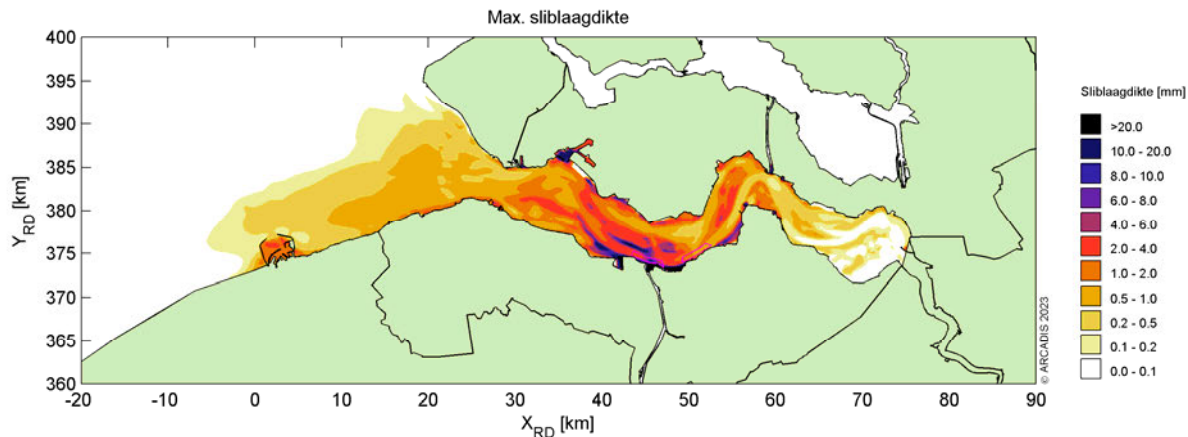 Max. sliblaagdikte
400
395
390
385
380
375
370
365
360
Y_RD [km]
-20
-10
0
10
20
30
40
50
60
70
80
90
X_RD [km]
Sliblaagdikte [mm]
>20.0
10.0 - 20.0
8.0 - 10.0
6.0 - 8.0
4.0 - 6.0
2.0 - 4.0
1.0 - 2.0
0.5 - 1.0
0.2 - 0.5
0.1 - 0.2
0.0 - 0.1
© ARCADIS 2023